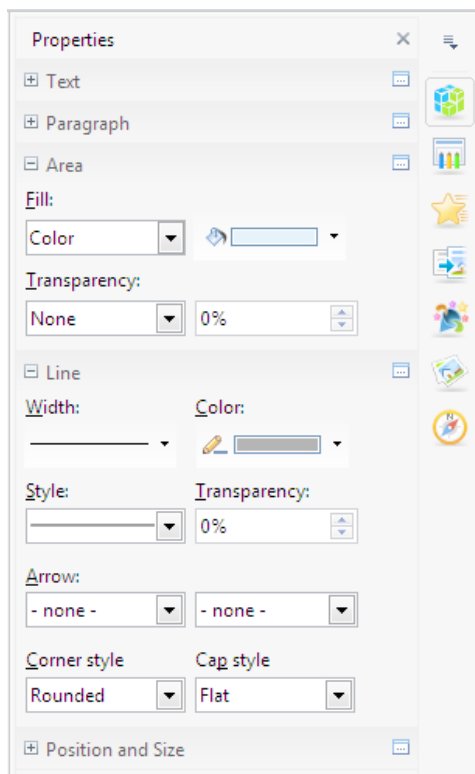 Properties
Text
Paragraph
Area
Fill:
Color
Transparency:
None 0%
Line
Width: Color:
Style: Transparency:
0%
Arrow:
- none - - none -
Corner style Cap style
Rounded Flat
Position and Size